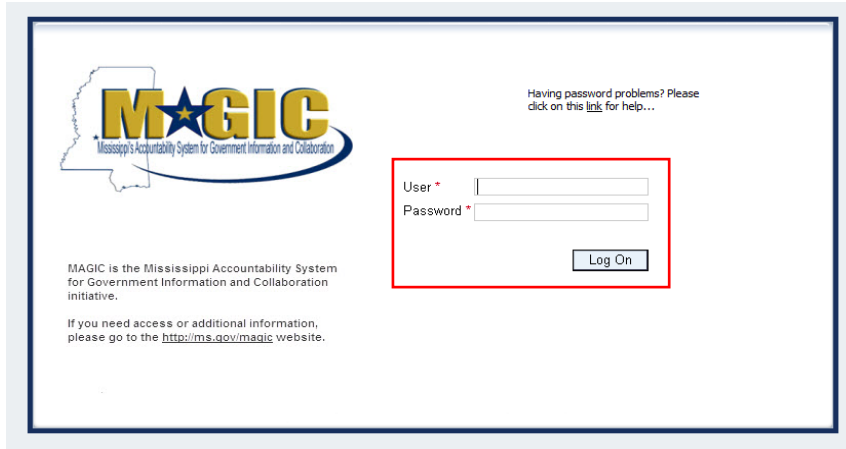 MAGIC
Mississippi's Accountability System for Government Information and Collaboration
Having password problems? Please
click on this link for help...
User *
Password *
Log On
MAGIC is the Mississippi Accountability System
for Government Information and Collaboration
initiative.
If you need access or additional information,
please go to the http://ms.gov/magic website.